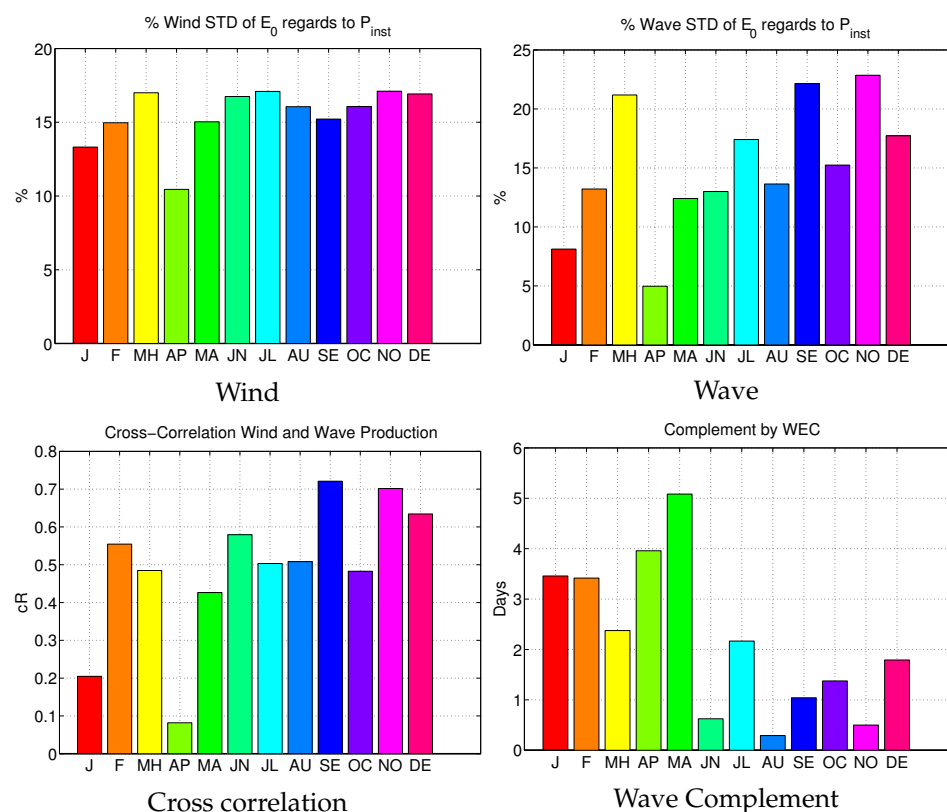 % Wind STD of E0 regards to Pinst
20
15
10
5
0
%
J F MH AP MA JN JL AU SE OC NO DE
Wind
% Wave STD of E0 regards to Pinst
25
20
15
10
5
0
%
J F MH AP MA JN JL AU SE OC NO DE
Wave
Cross-Correlation Wind and Wave Production
0.8
0.7
0.6
0.5
0.4
0.3
0.2
0.1
0
cR
J F MH AP MA JN JL AU SE OC NO DE
Cross correlation
Complement by WEC
6
5
4
3
2
1
0
Days
J F MH AP MA JN JL AU SE OC NO DE
Wave Complement